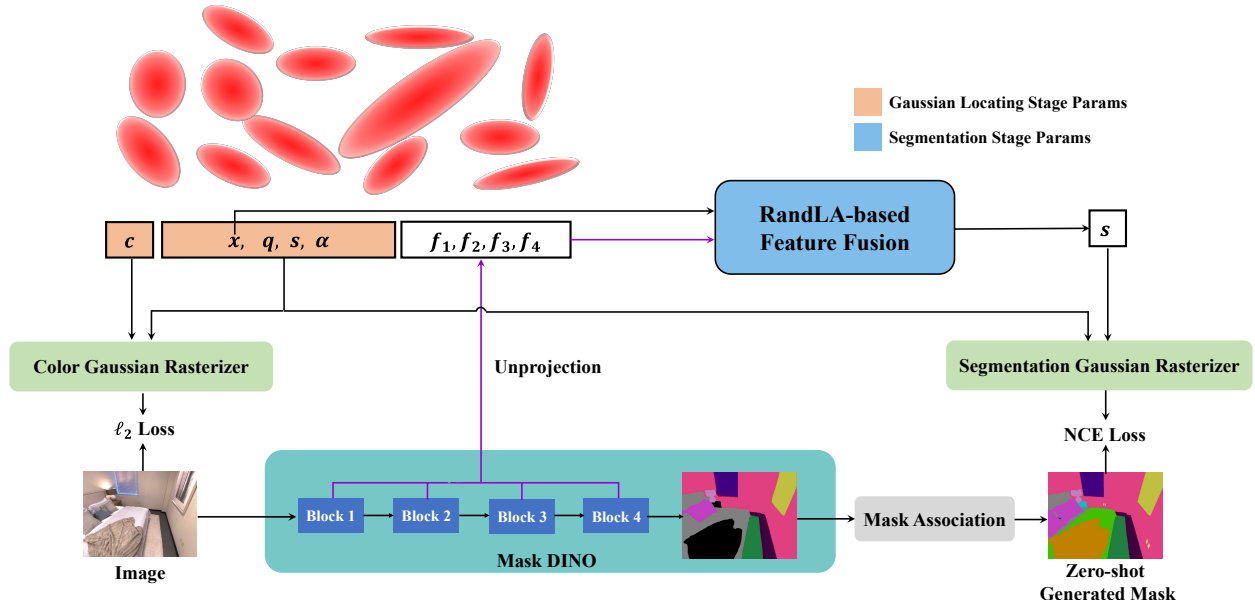 Gaussian Locating Stage Params
Segmentation Stage Params
c
x, q, s, α
f₁, f₂, f₃, f₄
RandLA-based
Feature Fusion
s
Color Gaussian Rasterizer
Unprojection
Segmentation Gaussian Rasterizer
ℓ₂ Loss
NCE Loss
Block 1
Block 2
Block 3
Block 4
Mask Association
Mask DINO
Image
Zero-shot
Generated Mask